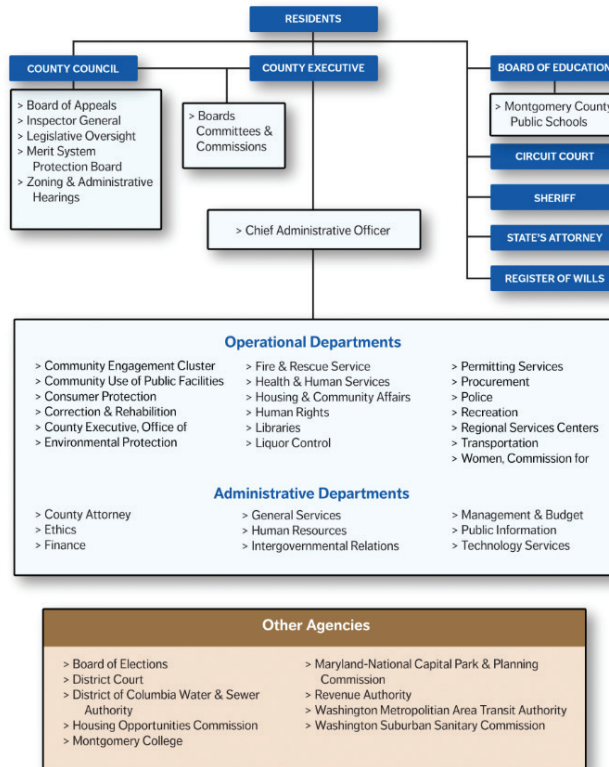 RESIDENTS
COUNTY COUNCIL
COUNTY EXECUTIVE
BOARD OF EDUCATION
> Board of Appeals
> Inspector General
> Legislative Oversight
> Merit System
Protection Board
> Zoning & Administrative
Hearings
> Boards
Committees &
Commissions
> Montgomery County
Public Schools
CIRCUIT COURT
SHERIFF
STATE'S ATTORNEY
REGISTER OF WILLS
> Chief Administrative Officer
Operational Departments
> Community Engagement Cluster
> Community Use of Public Facilities
> Consumer Protection
> Correction & Rehabilition
> County Executive, Office of
> Environmental Protection
> Fire & Rescue Service
> Health & Human Services
> Housing & Community Affairs
> Human Rights
> Libraries
> Liquor Control
> Permitting Services
> Procurement
> Police
> Recreation
> Regional Services Centers
> Transportation
> Women, Commission for
Administrative Departments
> County Attorney
> Ethics
> Finance
> General Services
> Human Resources
> Intergovernmental Relations
> Management & Budget
> Public Information
> Technology Services
Other Agencies
> Board of Elections
> District Court
> District of Columbia Water & Sewer
Authority
> Housing Opportunities Commission
> Montgomery College
> Maryland-National Capital Park & Planning
Commission
> Revenue Authority
> Washington Metropolitan Area Transit Authority
> Washington Suburban Sanitary Commission